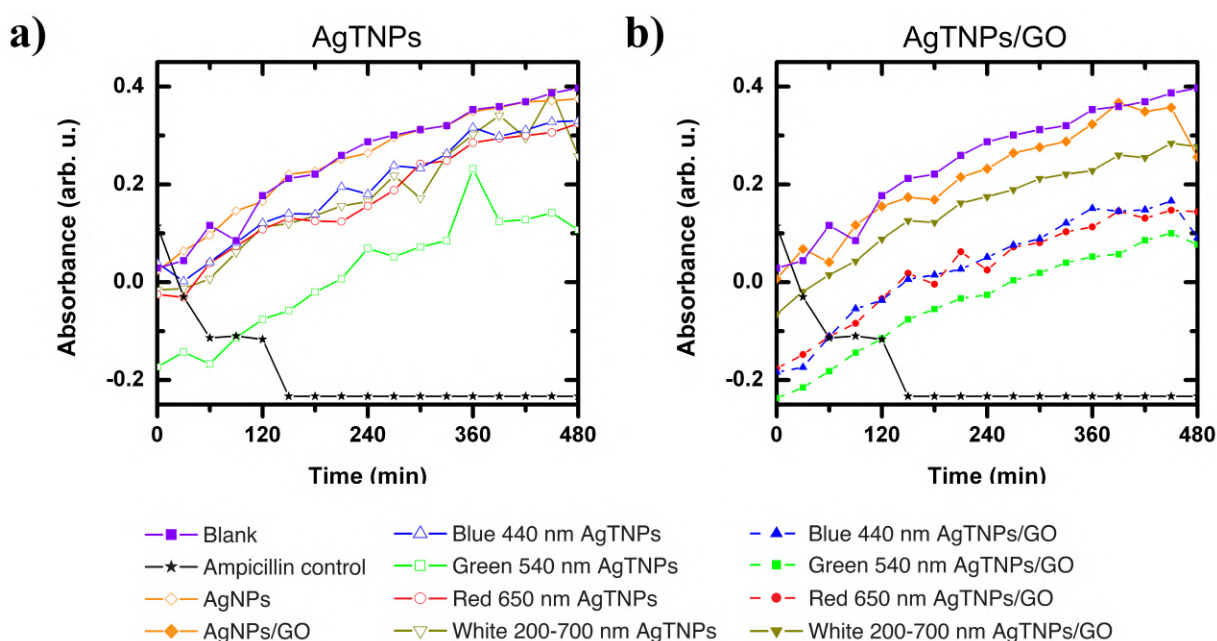 a)
AgTNPs
Absorbance (arb. u.)
0.4
0.2
0.0
-0.2
0 120 240 360 480
Time (min)
b)
AgTNPs/GO
Absorbance (arb. u.)
0.4
0.2
0.0
-0.2
0 120 240 360 480
Time (min)
Blank
Ampicillin control
AgNPs
AgNPs/GO
Blue 440 nm AgTNPs
Green 540 nm AgTNPs
Red 650 nm AgTNPs
White 200-700 nm AgTNPs
Blue 440 nm AgTNPs/GO
Green 540 nm AgTNPs/GO
Red 650 nm AgTNPs/GO
White 200-700 nm AgTNPs/GO